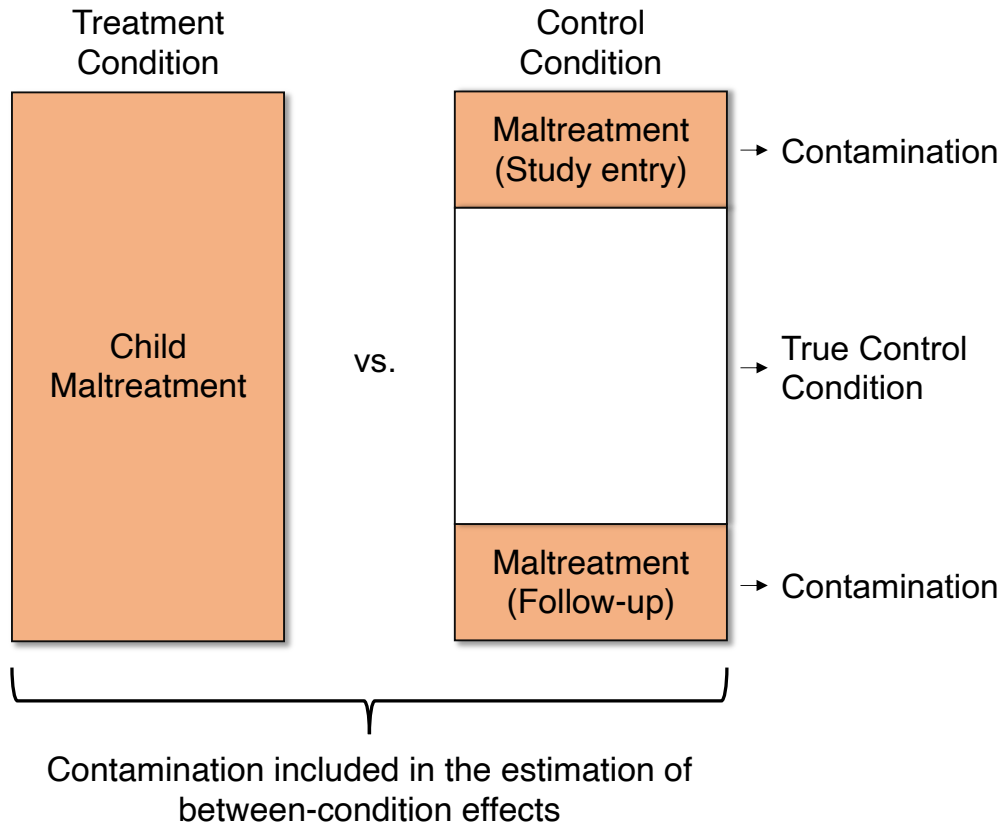 Treatment
Condition
Control
Condition
Maltreatment
(Study entry)
Contamination
Child
Maltreatment
vs.
True Control
Condition
Maltreatment
(Follow-up)
Contamination
Contamination included in the estimation of
between-condition effects